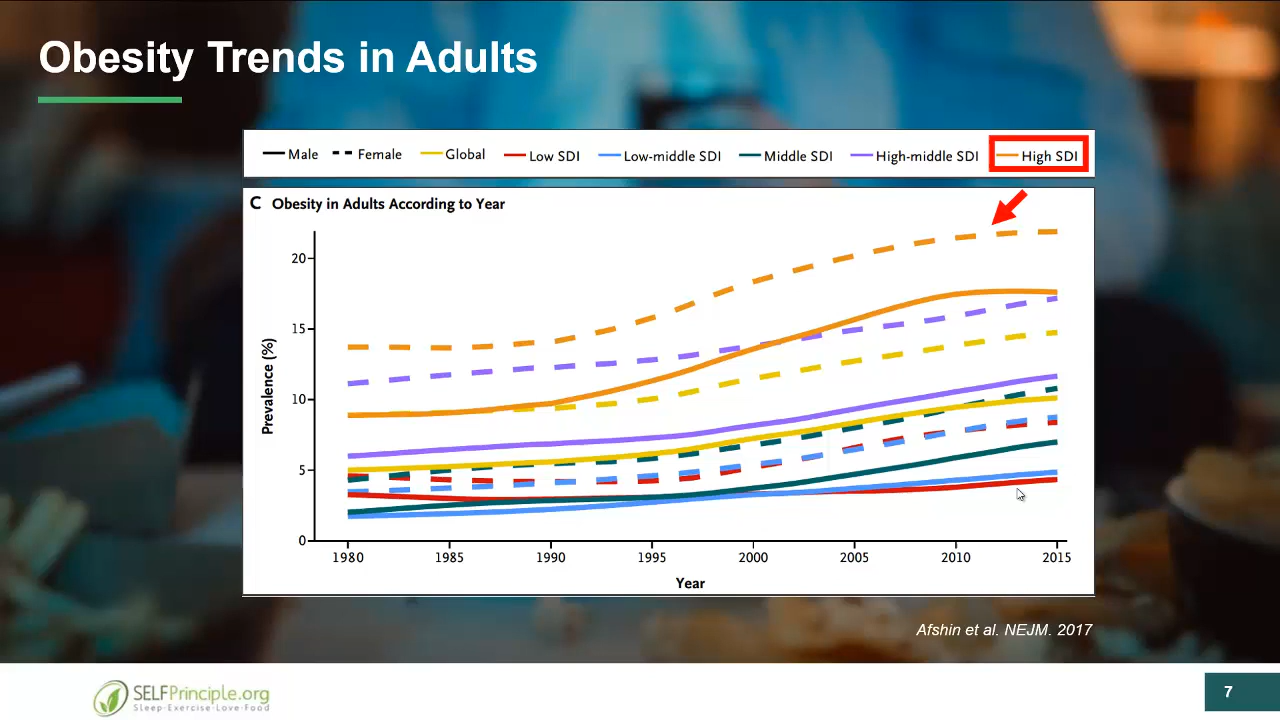 Obesity Trends in Adults
Male Female Global Low SDI Low-middle SDI Middle SDI High-middle SDI High SDI
C Obesity in Adults According to Year
Prevalence (%)
20
15
10
5
0
1980 1985 1990 1995 2000 2005 2010 2015
Year
Afshin et al. NEJM. 2017
SELFPrinciple.org
Sleep-Exercise-Love-Food
7